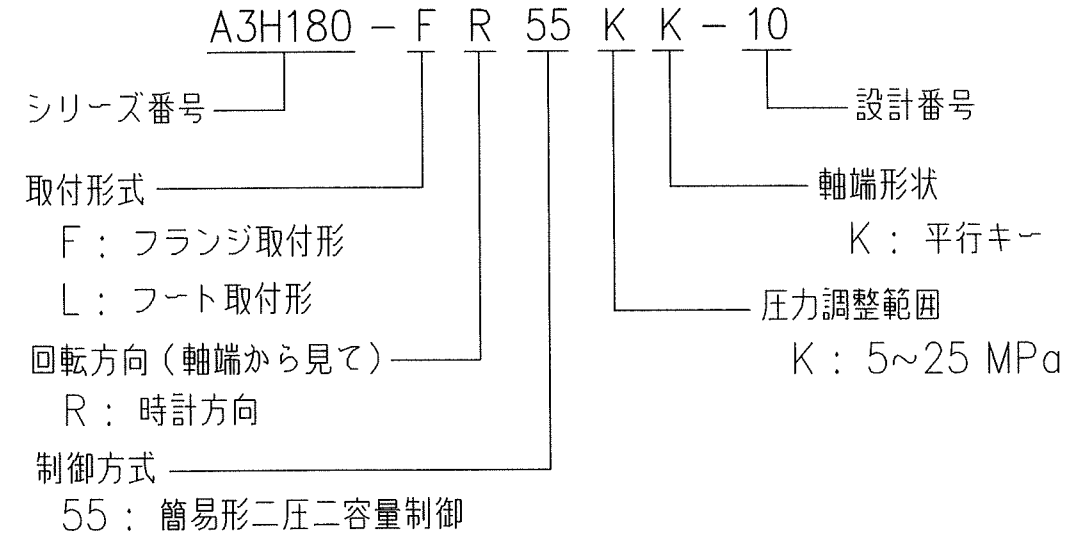 A3H180 - F R 55 K K - 10
シリーズ番号
設計番号
取付形式
軸端形状
F : フランジ取付形
K : 平行キー
L : フート取付形
圧力調整範囲
回転方向(軸端から見て)
K : 5~25 MPa
R : 時計方向
制御方式
55 : 簡易形二圧二容量制御